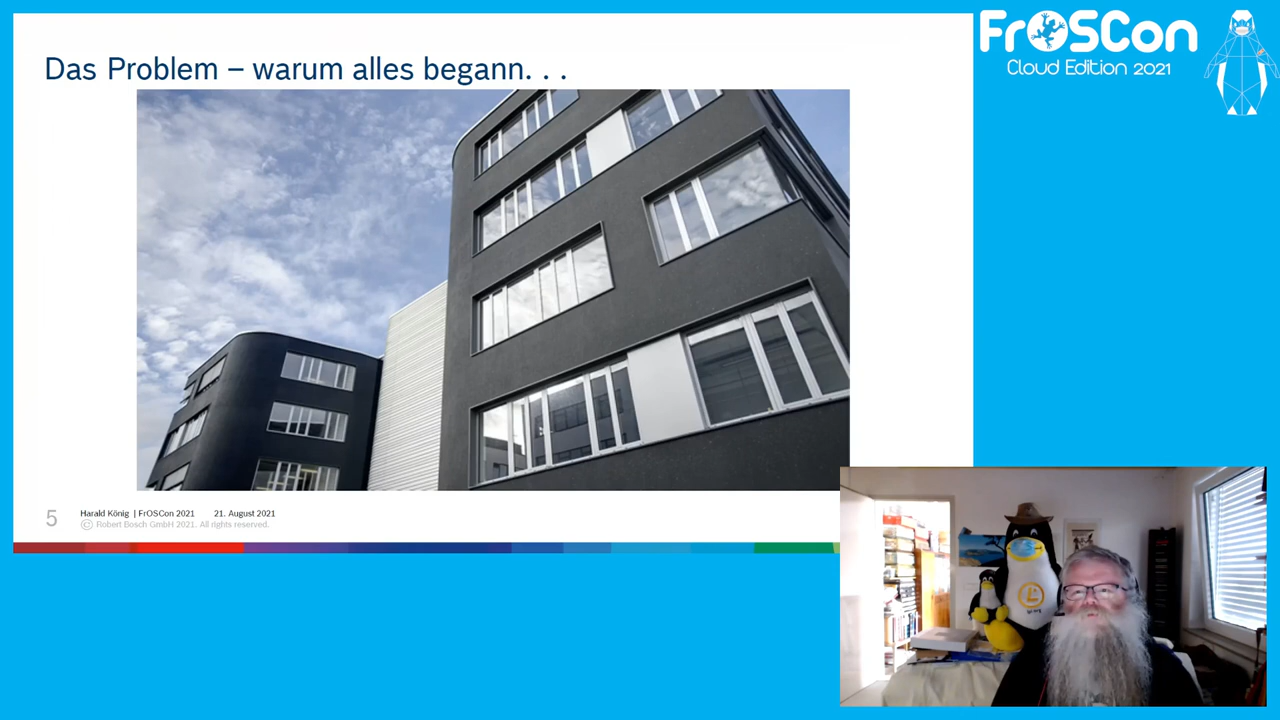 Das Problem – warum alles begann. . .
FrOSCon
Cloud Edition 2021
5
Harald König | FrOSCon 2021 21. August 2021
© Robert Bosch GmbH 2021. All rights reserved.